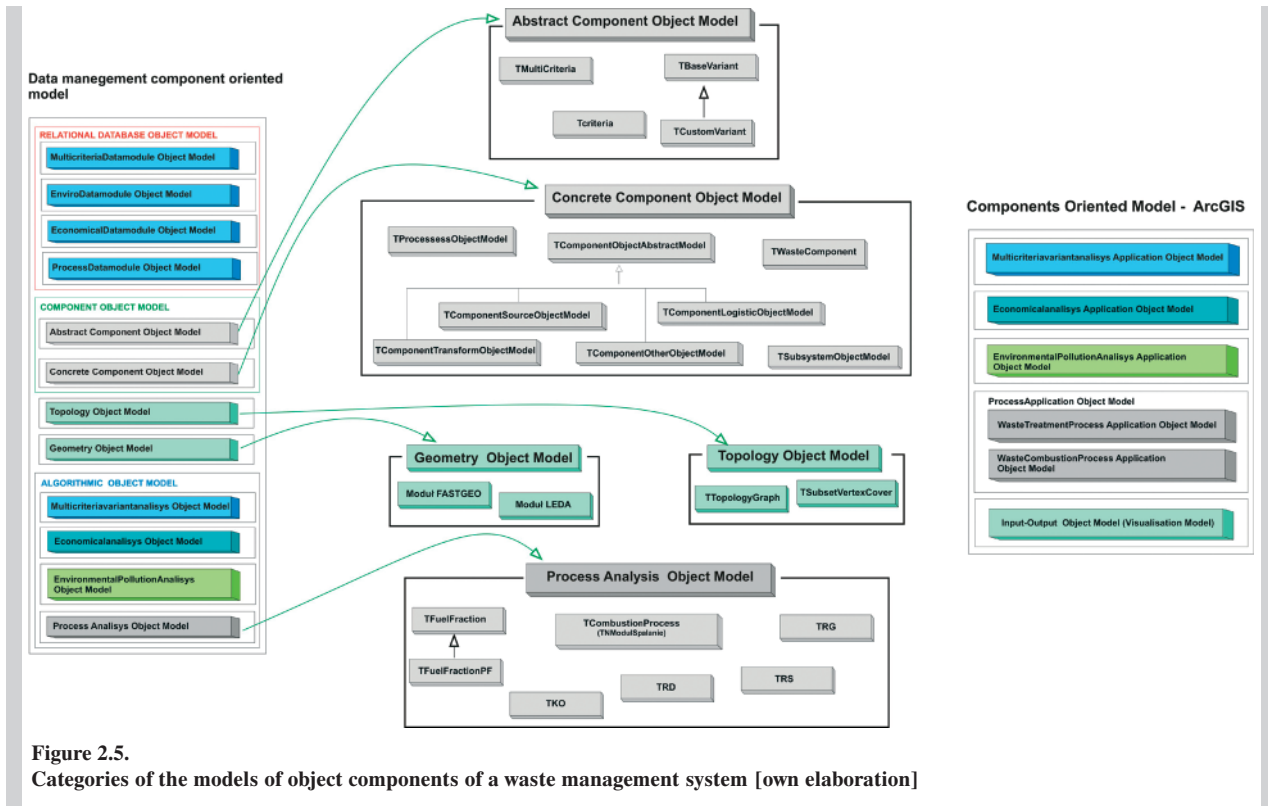 Data manegement component oriented
model
RELATIONAL DATABASE OBJECT MODEL
MulticriteriaDatamodule Object Model
EnviroDatamodule Object Model
EconomicalDatamodule Object Model
ProcessDatamodule Object Model
COMPONENT OBJECT MODEL
Abstract Component Object Model
Concrete Component Object Model
Topology Object Model
Geometry Object Model
ALGORITHMIC OBJECT MODEL
Multicriteriavariantanalisys Object Model
Economicalanalisys Object Model
EnvironmentalPollutionAnalisys
Object Model
Process Analisys Object Model
Abstract Component Object Model
TMultiCriteria
TBaseVariant
Tcriteria
TCustomVariant
Concrete Component Object Model
TProcessessObjectModel
TComponentObjectAbstractModel
TWasteComponent
TComponentSourceObjectModel
TComponentLogisticObjectModel
TComponentTransformObjectModel
TComponentOtherObjectModel
TSubsystemObjectModel
Geometry Object Model
Modul FASTGEO
Modul LEDA
Topology Object Model
TTopologyGraph
TSubsetVertexCover
Process Analysis Object Model
TFuelFraction
TCombustionProcess
(TNModulSpalanie)
TRG
TFuelFractionPF
TKO
TRD
TRS
Components Oriented Model - ArcGIS
Multicriteriavariantanalisys Application Object Model
Economicalanalisys Application Object Model
EnvironmentalPollutionAnalisys Application
Object Model
ProcessApplication Object Model
WasteTreatmentProcess Application Object Model
WasteCombustionProcess Application
Object Model
Input-Output Object Model (Visualisation Model)
Figure 2.5.
Categories of the models of object components of a waste management system [own elaboration]